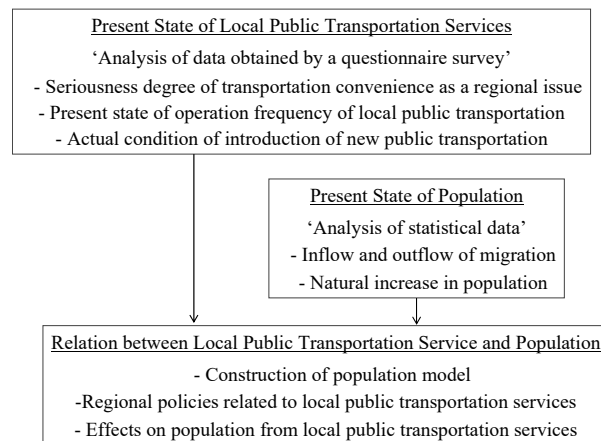 Present State of Local Public Transportation Services
‘Analysis of data obtained by a questionnaire survey’
- Seriousness degree of transportation convenience as a regional issue
- Present state of operation frequency of local public transportation
- Actual condition of introduction of new public transportation
Present State of Population
‘Analysis of statistical data’
- Inflow and outflow of migration
- Natural increase in population
Relation between Local Public Transportation Service and Population
- Construction of population model
-Regional policies related to local public transportation services
- Effects on population from local public transportation services